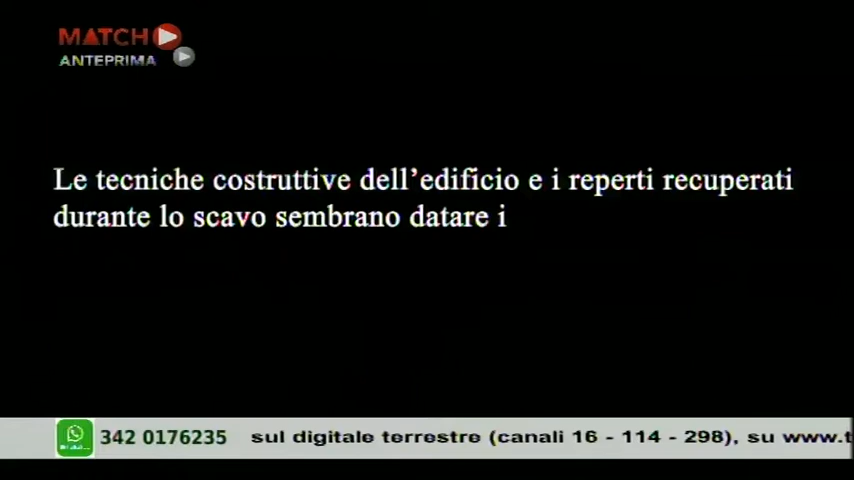 MATCH
ANTEPRIMA
Le tecniche costruttive dell’edificio e i reperti recuperati
durante lo scavo sembrano datare i
342 0176235 sul digitale terrestre (canali 16 - 114 - 298), su www.t